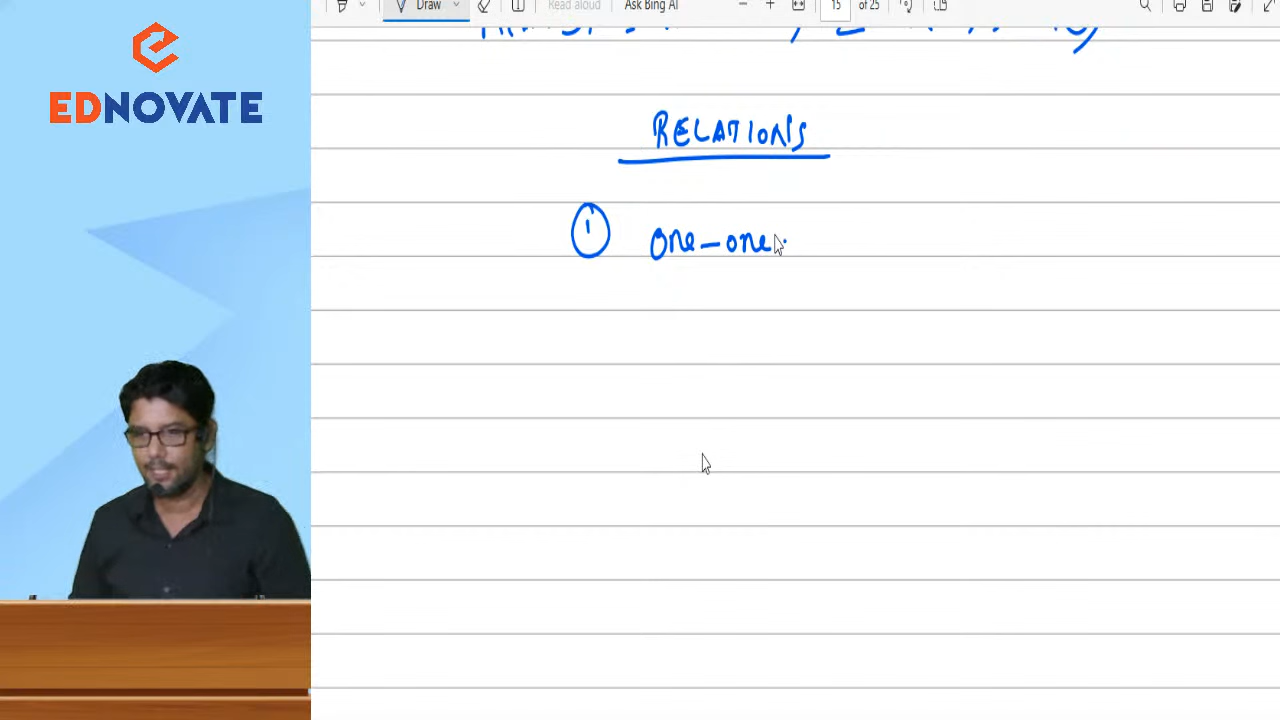 Draw
Read aloud
Ask Bing AI
15 of 25
EDNOVATE
RELATIONS
1 one-one